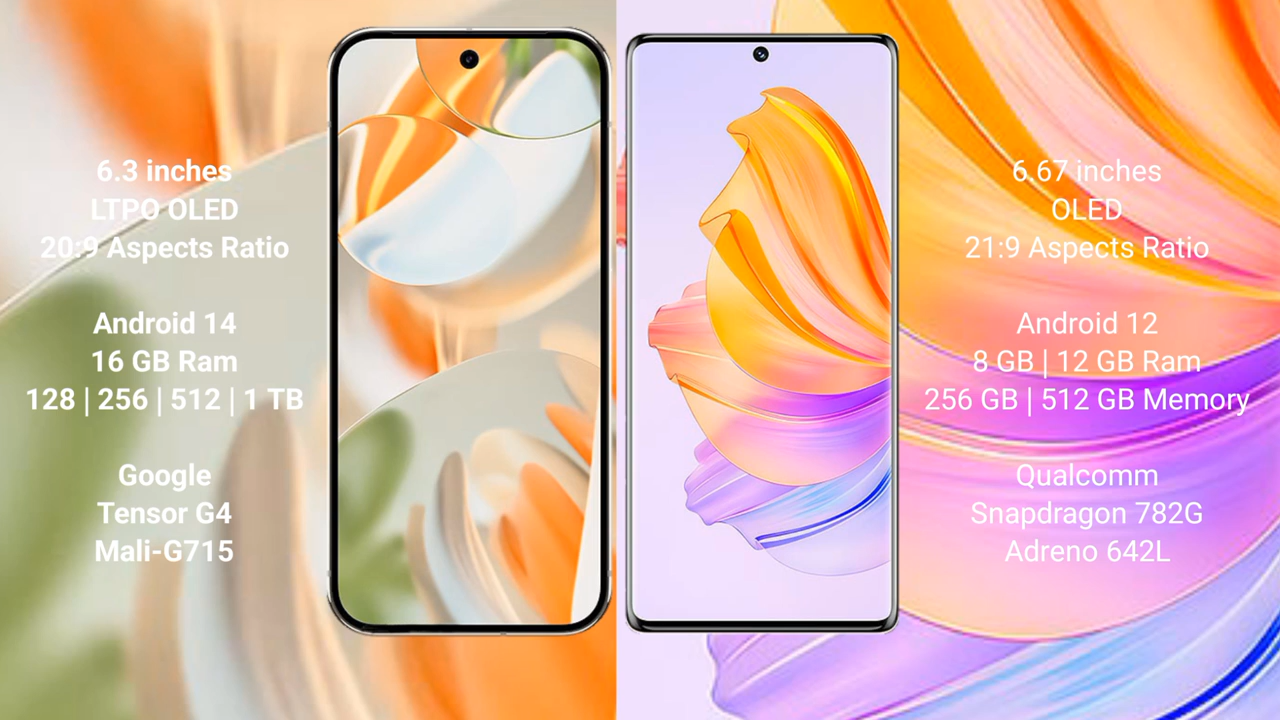 6.3 inches
LTPO OLED
20:9 Aspects Ratio
Android 14
16 GB Ram
128 | 256 | 512 | 1 TB
Google
Tensor G4
Mali-G715
6.67 inches
OLED
21:9 Aspects Ratio
Android 12
8 GB | 12 GB Ram
256 GB | 512 GB Memory
Qualcomm
Snapdragon 782G
Adreno 642L